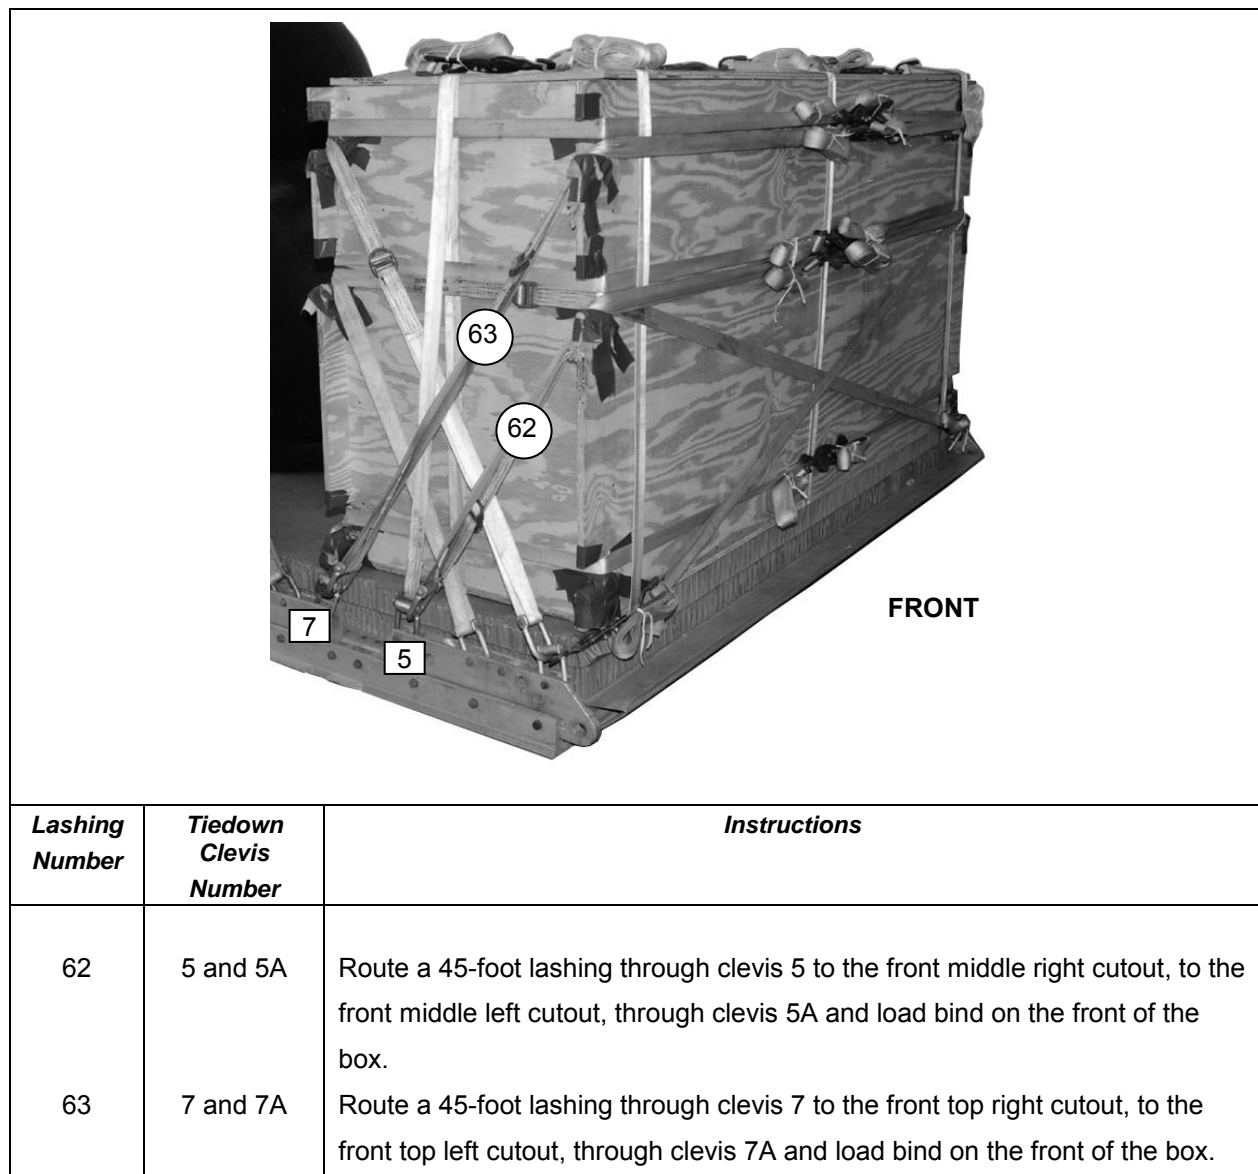 63
62
7
5
FRONT
Lashing Number
Tiedown Clevis Number
Instructions
62
5 and 5A
Route a 45-foot lashing through clevis 5 to the front middle right cutout, to the
front middle left cutout, through clevis 5A and load bind on the front of the
box.
63
7 and 7A
Route a 45-foot lashing through clevis 7 to the front top right cutout, to the
front top left cutout, through clevis 7A and load bind on the front of the box.